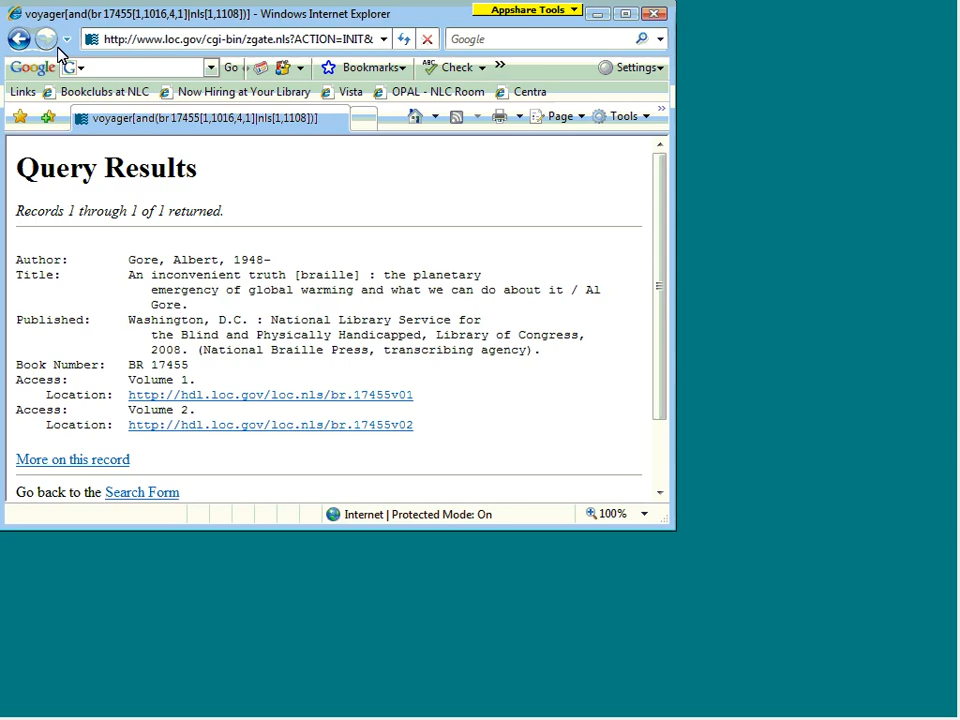 voyager[and(br 17455[1,1016,4,1]|nls[1,1108])] - Windows Internet Explorer
Appshare Tools
http://www.loc.gov/cgi-bin/zgate.nls?ACTION=INIT&
Google
Google
G
Go
Bookmarks
ABC
Check
Settings
Links
Bookclubs at NLC
Now Hiring at Your Library
Vista
OPAL - NLC Room
Centra
voyager[and(br 17455[1,1016,4,1]|nls[1,1108])]
Page
Tools
Query Results
Records 1 through 1 of 1 returned.
Author: Gore, Albert, 1948-
Title: An inconvenient truth [braille] : the planetary
emergency of global warming and what we can do about it / Al
Gore.
Published: Washington, D.C. : National Library Service for
the Blind and Physically Handicapped, Library of Congress,
2008. (National Braille Press, transcribing agency).
Book Number: BR 17455
Access: Volume 1.
Location: http://hdl.loc.gov/loc.nls/br.17455v01
Access: Volume 2.
Location: http://hdl.loc.gov/loc.nls/br.17455v02
More on this record
Go back to the Search Form
Internet | Protected Mode: On
100%